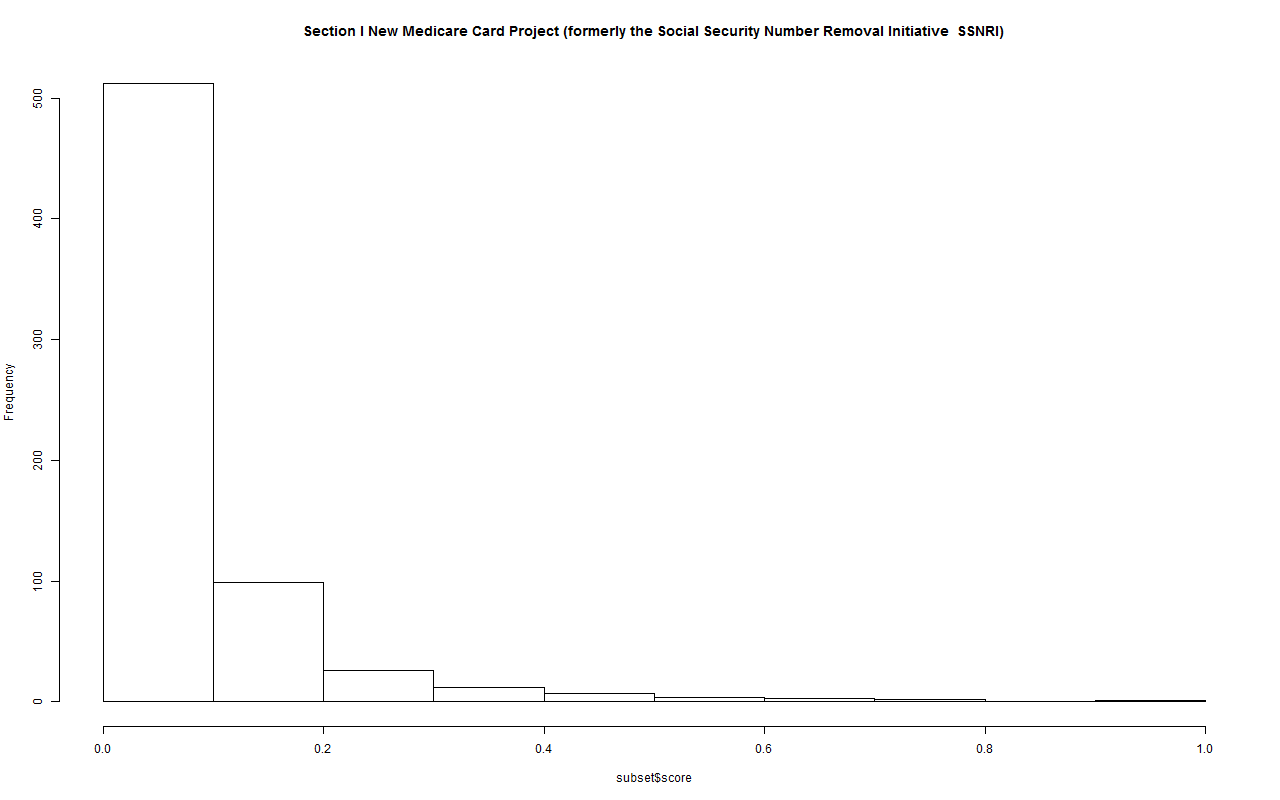 Section I New Medicare Card Project (formerly the Social Security Number Removal Initiative  SSNRI)
500
400
300
200
100
0
Frequency
0.0 0.2 0.4 0.6 0.8 1.0
subset$score